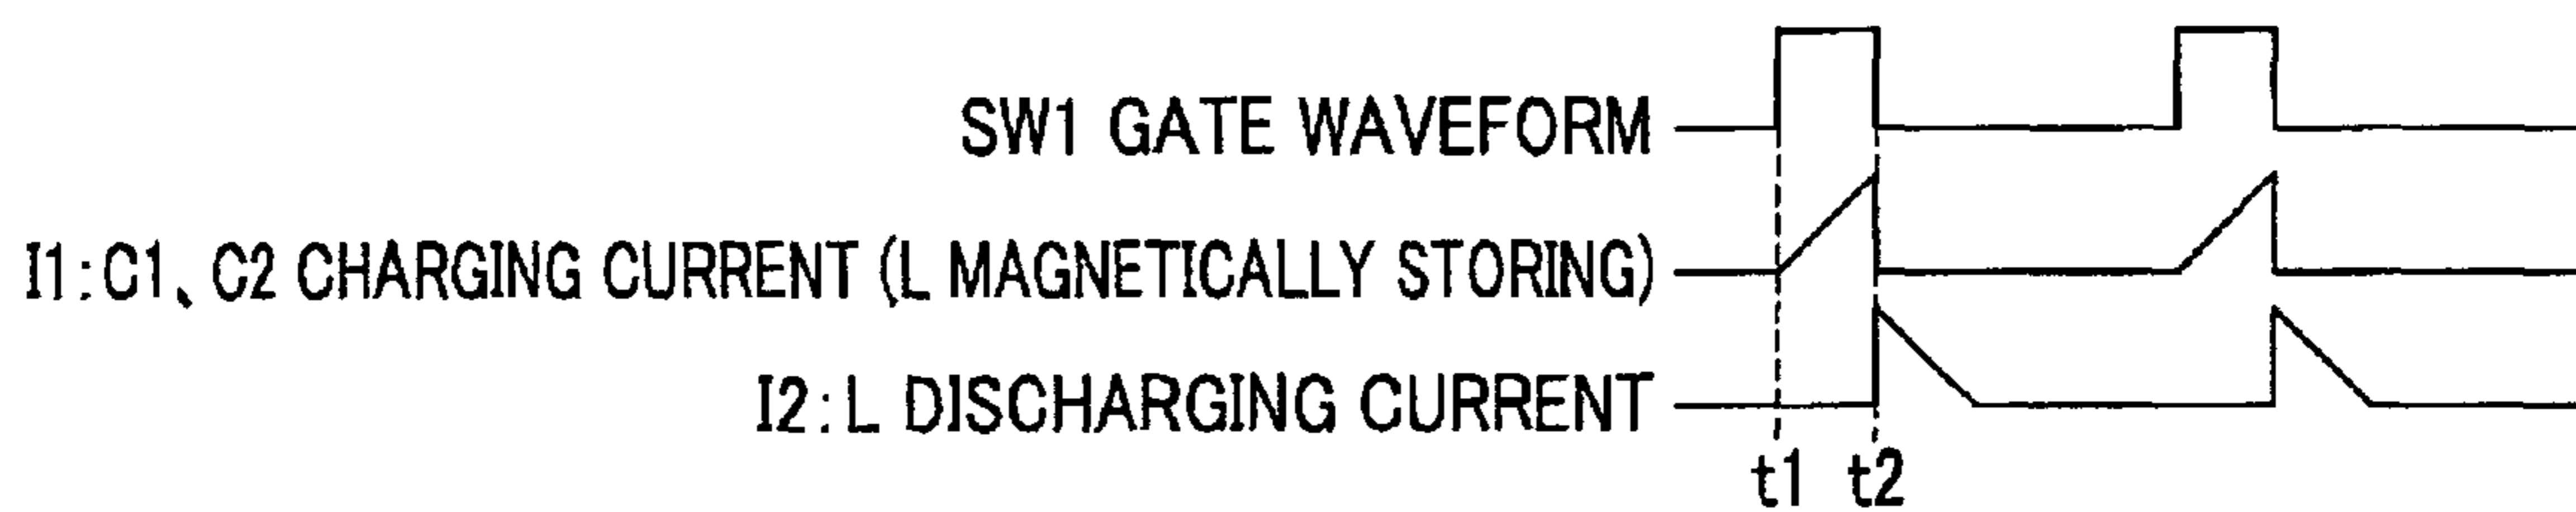 SW1 GATE WAVEFORM
I1:C1、C2 CHARGING CURRENT (L MAGNETICALLY STORING)
I2:L DISCHARGING CURRENT
t1 t2